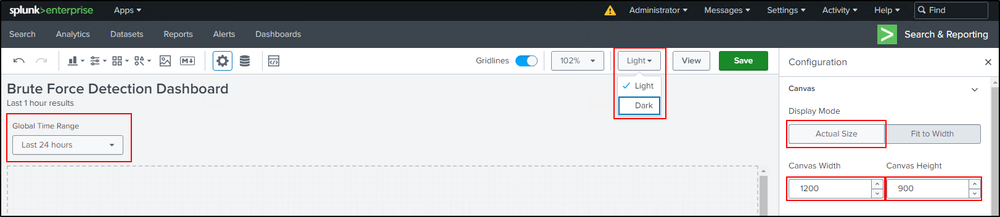 splunk>enterprise Apps Administrator Messages Settings Activity Help Find
Search Analytics Datasets Reports Alerts Dashboards Search & Reporting
Gridlines 102% Light View Save Configuration
Light
Dark
Brute Force Detection Dashboard
Last 1 hour results
Global Time Range
Last 24 hours
Canvas
Display Mode
Actual Size Fit to Width
Canvas Width Canvas Height
1200 900